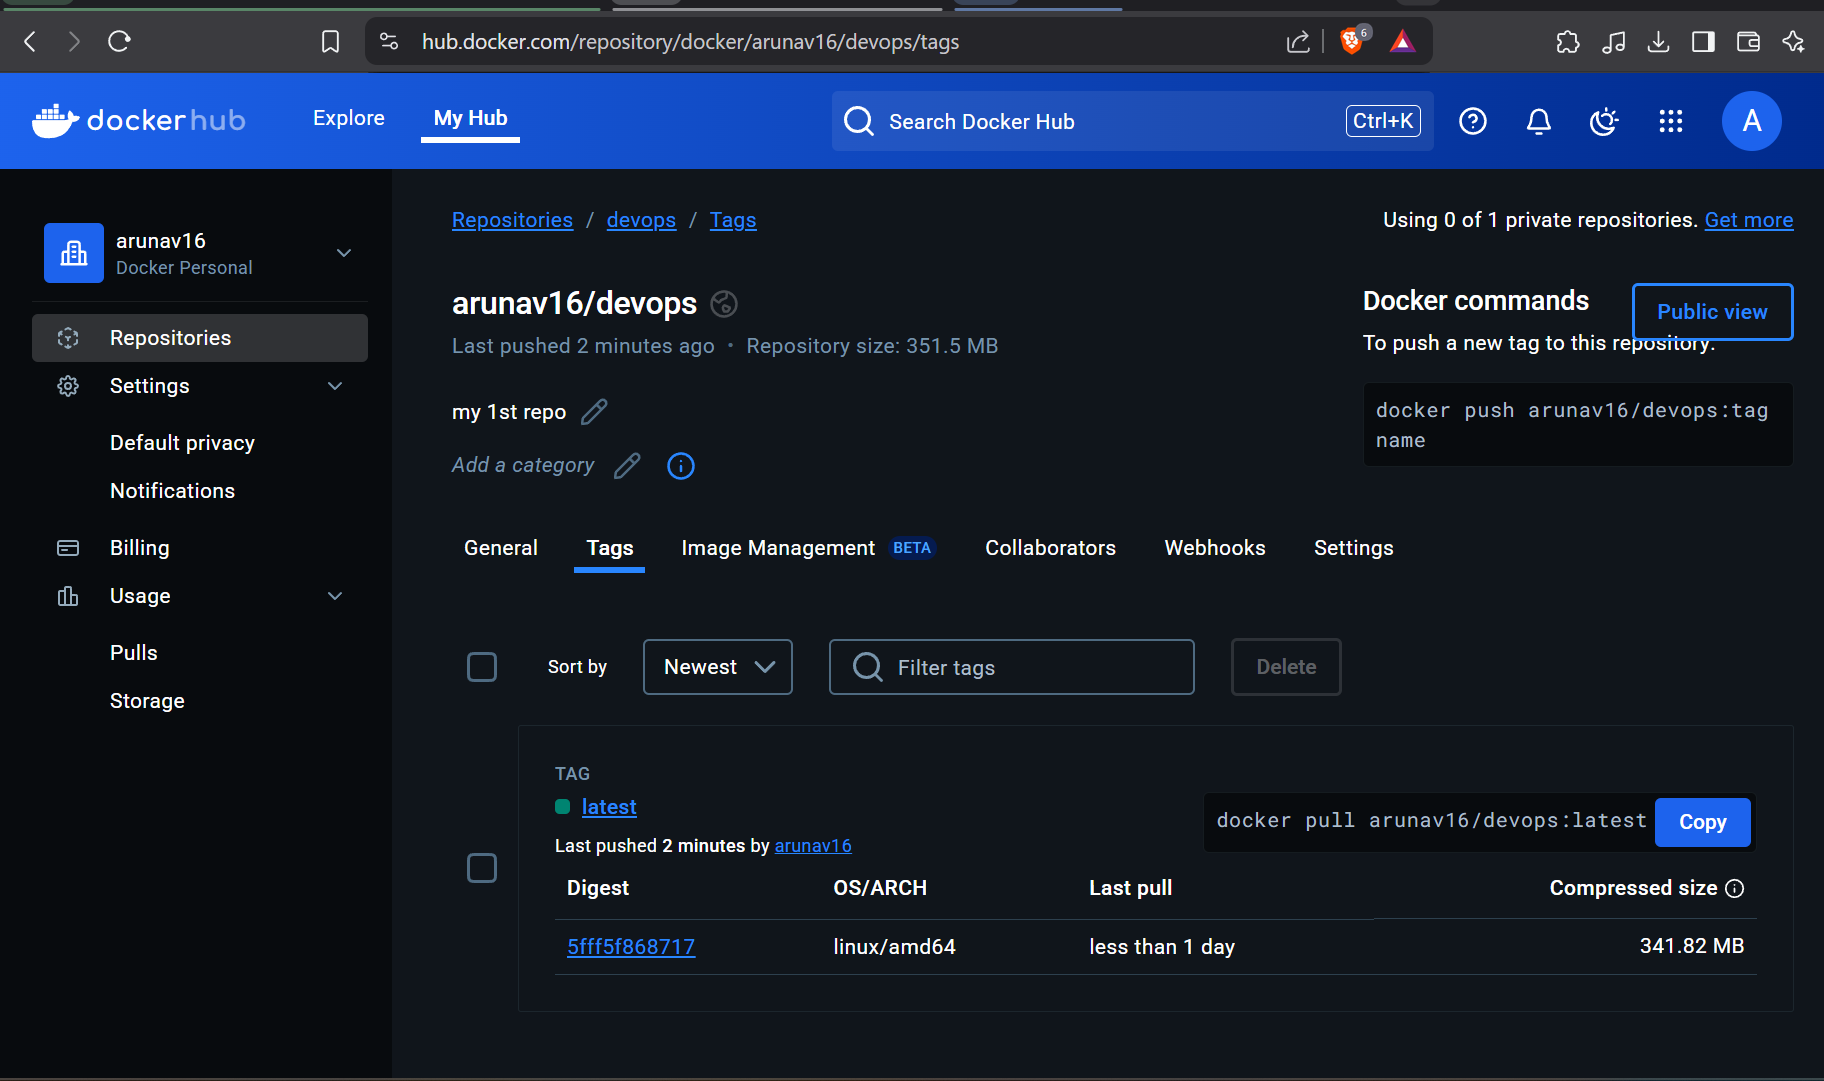 hub.docker.com/repository/docker/arunav16/devops/tags
6
dockerhub
Explore
My Hub
Search Docker Hub
Ctrl+K
A
arunav16
Docker Personal
Repositories
Settings
Default privacy
Notifications
Billing
Usage
Pulls
Storage
Repositories / devops / Tags
Using 0 of 1 private repositories. Get more
arunav16/devops
Last pushed 2 minutes ago • Repository size: 351.5 MB
my 1st repo
Add a category
Docker commands
Public view
To push a new tag to this repository:
docker push arunav16/devops:tag
name
General
Tags
Image Management BETA
Collaborators
Webhooks
Settings
Sort by
Newest
Filter tags
Delete
TAG
latest
Last pushed 2 minutes by arunav16
docker pull arunav16/devops:latest
Copy
Digest OS/ARCH Last pull Compressed size
5fff5f868717 linux/amd64 less than 1 day 341.82 MB